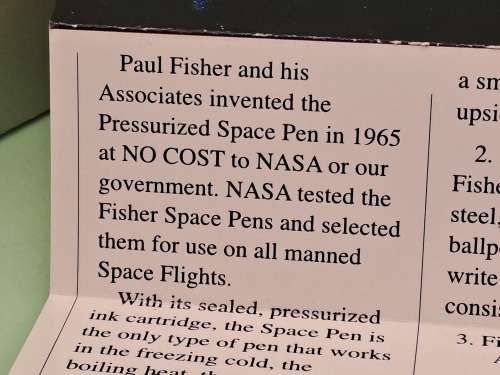 Paul Fisher and his
Associates invented the
Pressurized Space Pen in 1965
at NO COST to NASA or our
government. NASA tested the
Fisher Space Pens and selected
them for use on all manned
Space Flights.
With its sealed, pressurized
ink cartridge, the Space Pen is
the only type of pen that works
in the freezing cold, the
boiling heat,
a
2.
Fishe
steel,
ballp
write
consis
3. Fi